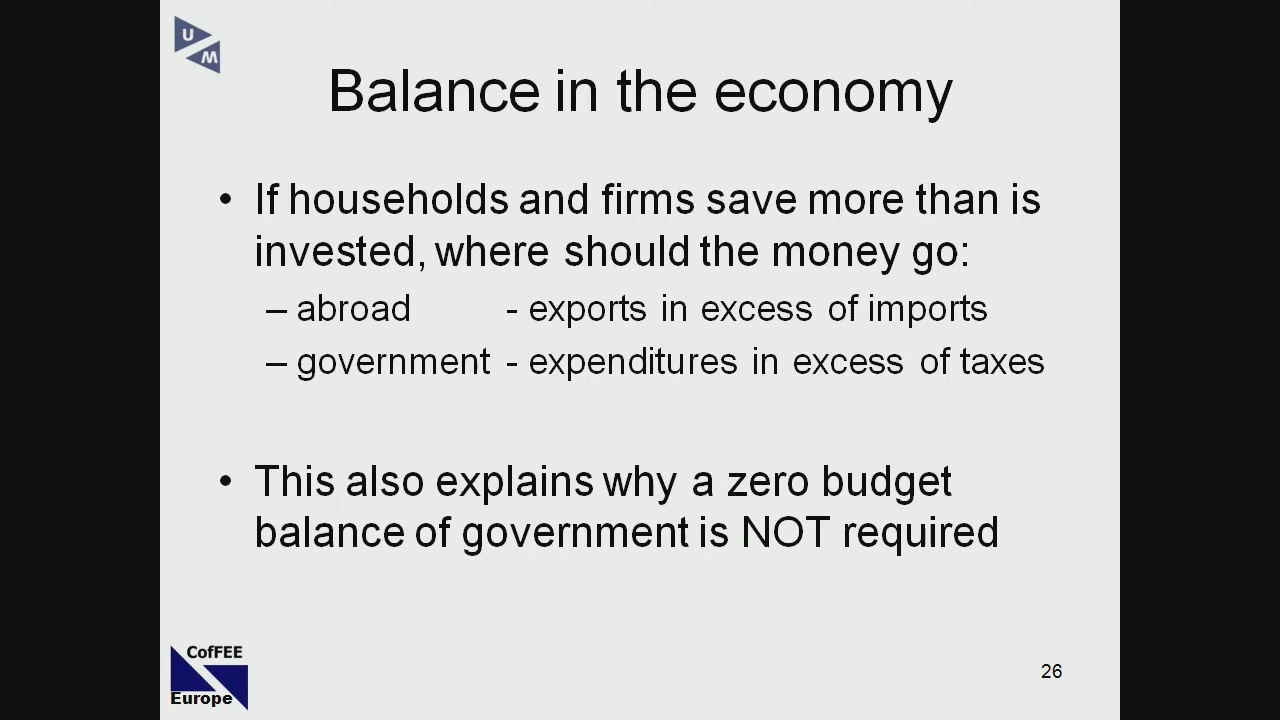 U
M
Balance in the economy
• If households and firms save more than is
invested, where should the money go:
– abroad - exports in excess of imports
– government - expenditures in excess of taxes
• This also explains why a zero budget
balance of government is NOT required
CofFEE
Europe
26